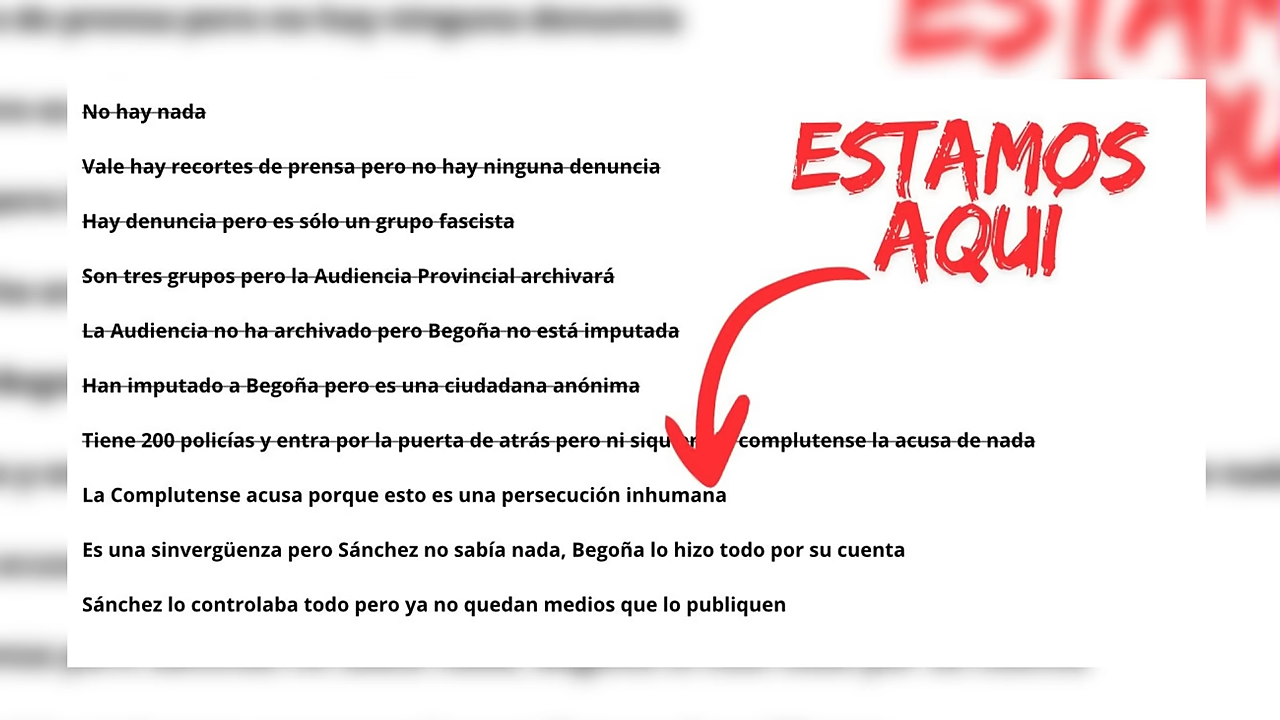 No hay nada
Vale hay recortes de prensa pero no hay ninguna denuncia
Hay denuncia pero es sólo un grupo fascista
Son tres grupos pero la Audiencia Provincial archivará
La Audiencia no ha archivado pero Begoña no está imputada
Han imputado a Begoña pero es una ciudadana anónima
Tiene 200 policías y entra por la puerta de atrás pero ni complutense la acusa de nada
La Complutense acusa porque esto es una persecución inhumana
Es una sinvergüenza pero Sánchez no sabía nada, Begoña lo hizo todo por su cuenta
Sánchez lo controlaba todo pero ya no quedan medios que lo publiquen
ESTAMOS
AQUÍ